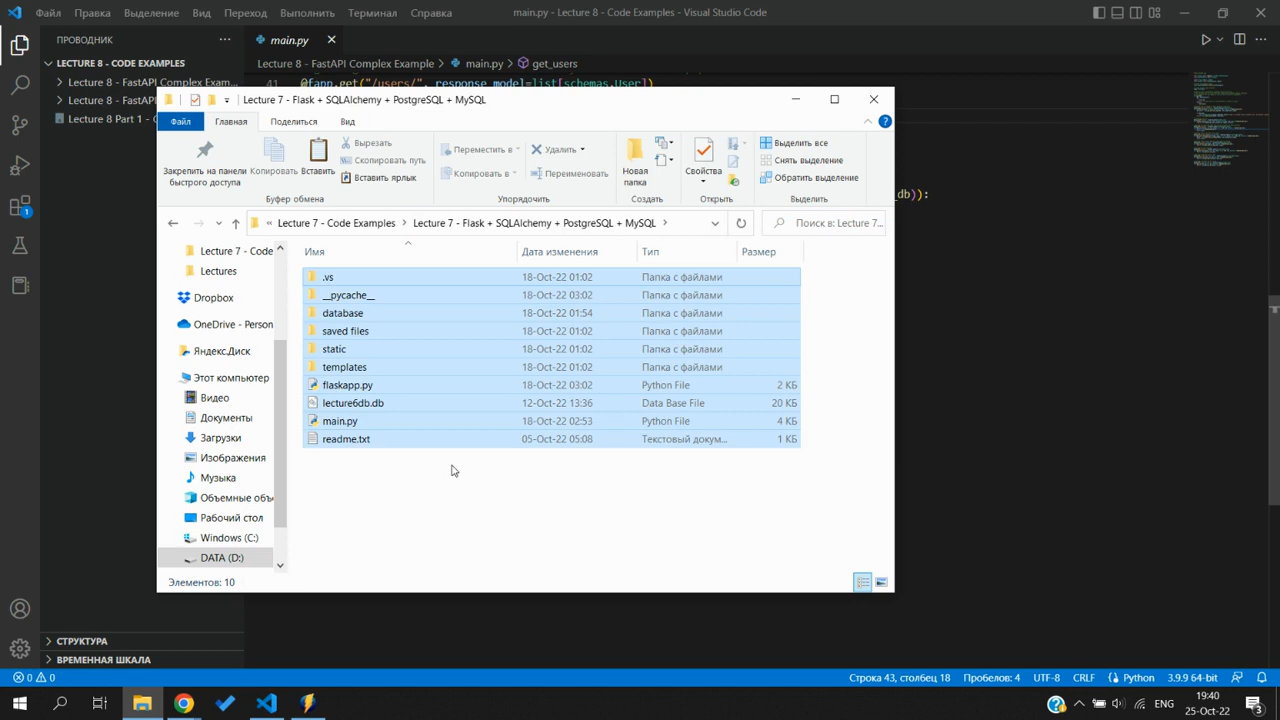 Файл Правка Выделение Вид Переход Выполнить Терминал Справка
main.py - Lecture 8 - Code Examples - Visual Studio Code
ПРОВОДНИК
main.py
LECTURE 8 - CODE EXAMPLES
Lecture 8 - FastAPI Complex Exam...
Lecture 8 - FastAPI
Lecture 8 Part 1 - C
Lecture 8 - FastAPI Complex Example > main.py > get_users
41 @fapp.get("/users/", response_model=list[schemas.User])
_db)):
Lecture 7 - Flask + SQLAlchemy + PostgreSQL + MySQL
Файл Главная Поделиться Вид
Закрепить на панели быстрого доступа
Копировать
Вставить
Вырезать
Скопировать путь
Вставить ярлык
Буфер обмена
Переместить в
Копировать в
Удалить
Переименовать
Упорядочить
Новая папка
Создать
Свойства
Открыть
Выделить все
Снять выделение
Обратить выделение
Выделить
« Lecture 7 - Code Examples > Lecture 7 - Flask + SQLAlchemy + PostgreSQL + MySQL >
Поиск в: Lecture 7...
Lecture 7 - Code
Lectures
Dropbox
OneDrive - Person
Яндекс.Диск
Этот компьютер
Видео
Документы
Загрузки
Изображения
Музыка
Объемные объе
Рабочий стол
Windows (C:)
DATA (D:)
Имя Дата изменения Тип Размер
.vs 18-Oct-22 01:02 Папка с файлами
__pycache__ 18-Oct-22 03:02 Папка с файлами
database 18-Oct-22 01:54 Папка с файлами
saved files 18-Oct-22 01:02 Папка с файлами
static 18-Oct-22 01:02 Папка с файлами
templates 18-Oct-22 01:02 Папка с файлами
flaskapp.py 18-Oct-22 03:02 Python File 2 КБ
lecture6db.db 12-Oct-22 13:36 Data Base File 20 КБ
main.py 18-Oct-22 02:53 Python File 4 КБ
readme.txt 05-Oct-22 05:08 Текстовый докум... 1 КБ
Элементов: 10
СТРУКТУРА
ВРЕМЕННАЯ ШКАЛА
0 0
Строка 43, столбец 18 Пробелов: 4 UTF-8 CRLF Python 3.9.9 64-bit
ENG
19:40
25-Oct-22
3